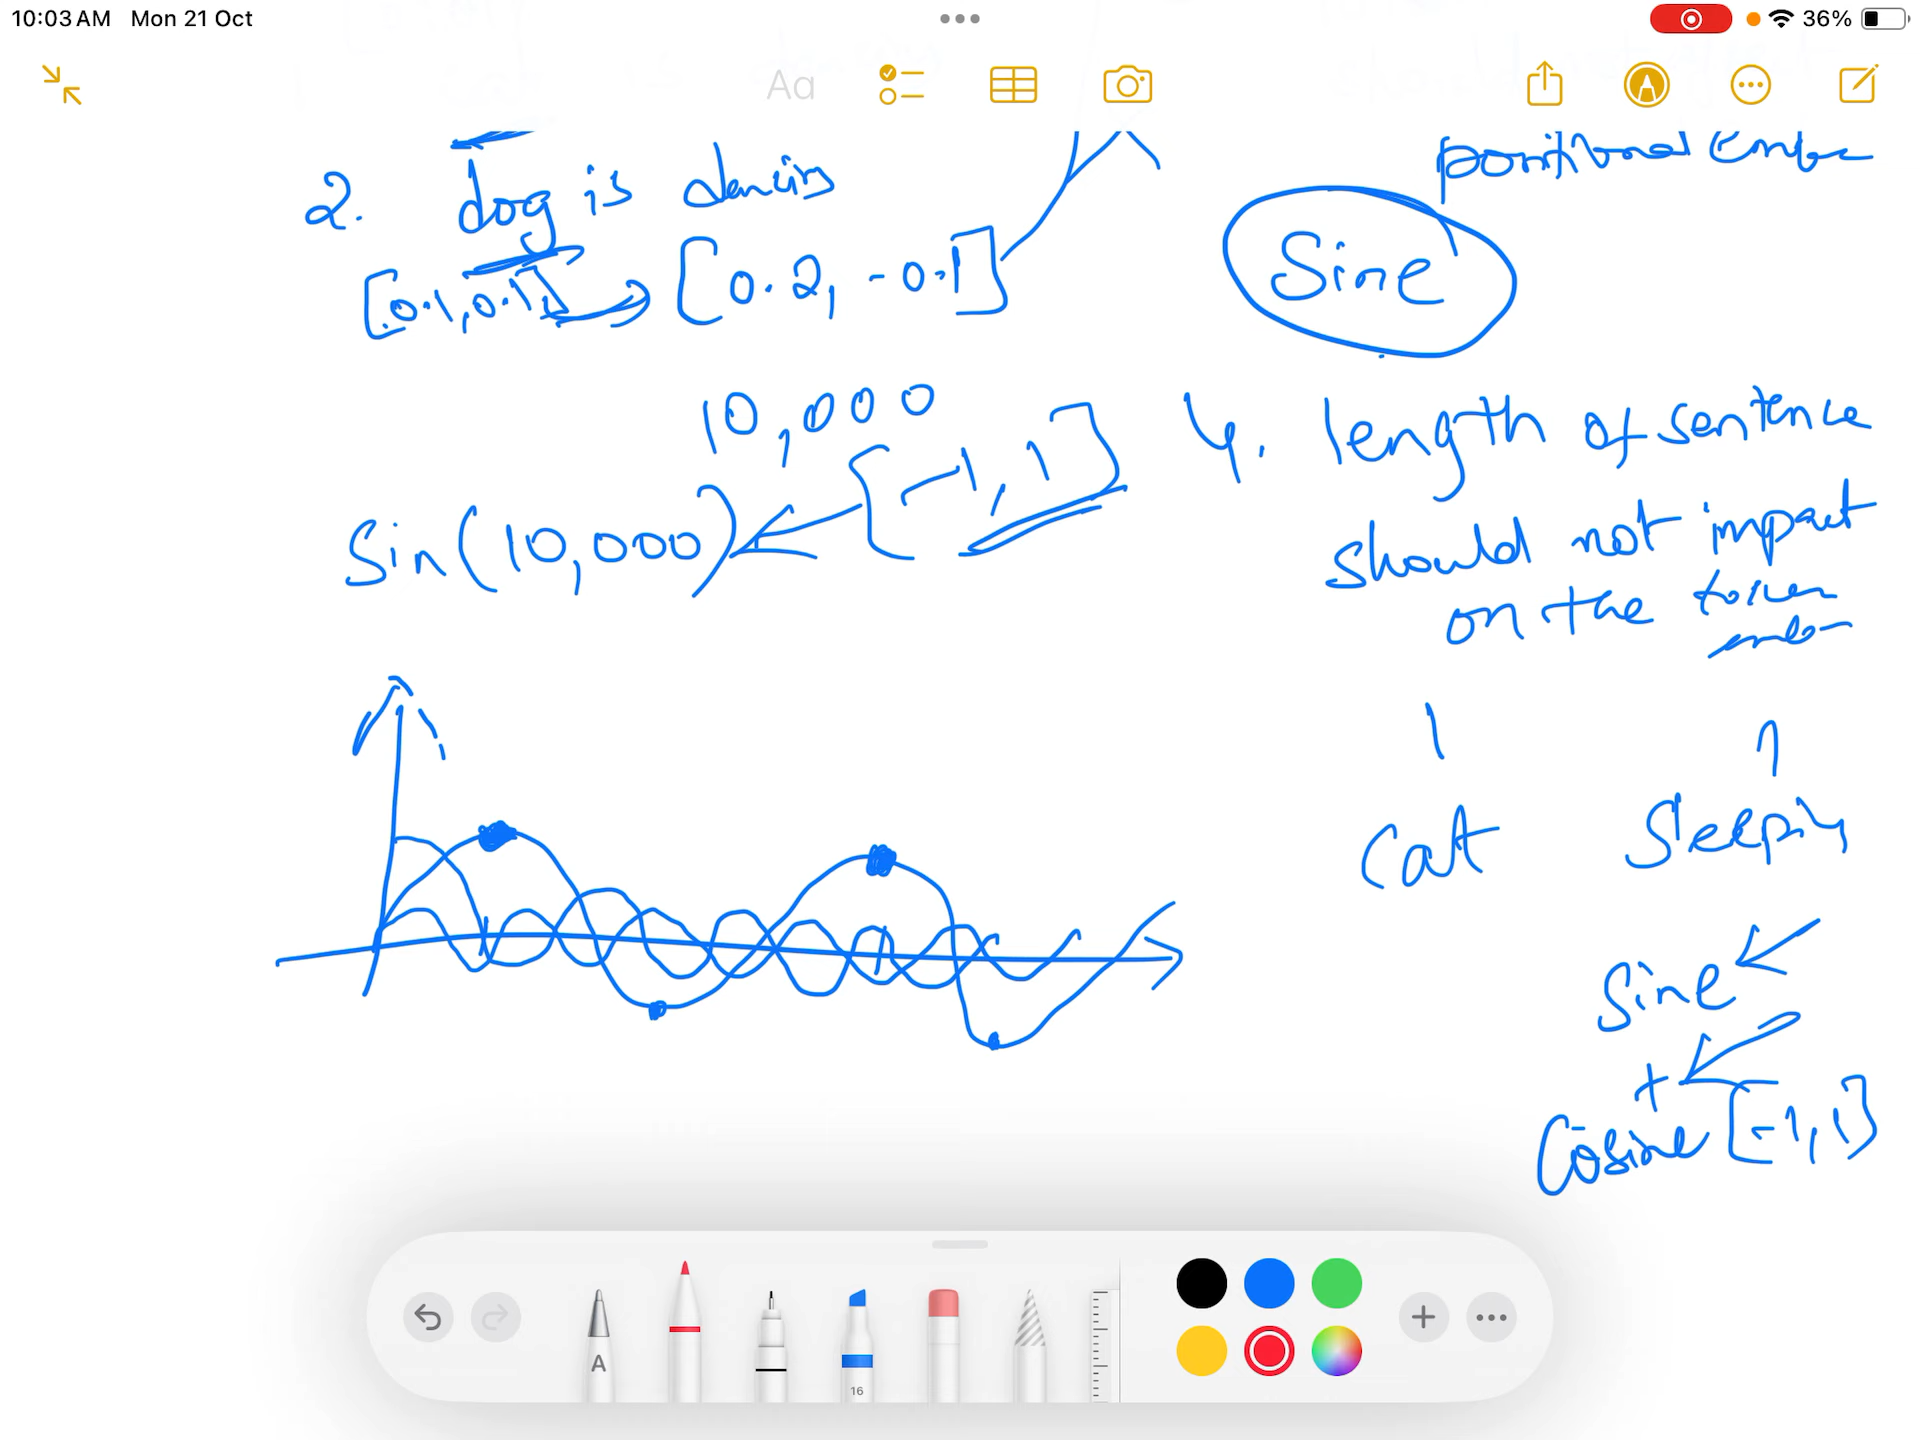 10:03 AM Mon 21 Oct
36%
Aa
positional embe
2. dog is dancing
[0.1, 0.1] [0.2, -0.1]
Sine
10,000
[-1, 1]
Sin(10,000)
4. length of sentence
should not impact
on the token
1 1
Cat Sleeping
Sine
+
Cosine [-1, 1]
A
16